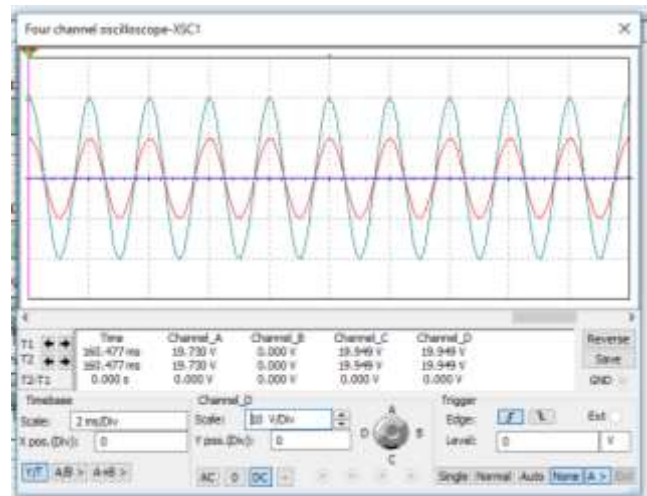 Four channel oscilloscope-XSC1
T1
T2
T2-T1
Time Channel_A Channel_B Channel_C Channel_D
160.477 ms 19.730 V 0.000 V 19.949 V 19.949 V
160.477 ms 19.730 V 0.000 V 19.949 V 19.949 V
0.000 s 0.000 V 0.000 V 0.000 V 0.000 V
Reverse
Save
GND
Timebase
Scale: 2 ms/Div
X pos.(Div): 0
Y/T A/B > A+B >
Channel_D
Scale: 10 V/Div
Y pos.(Div): 0
AC 0 DC -
A
D B
C
Trigger
Edge: Ext
Level: 0 V
Single Normal Auto None A >